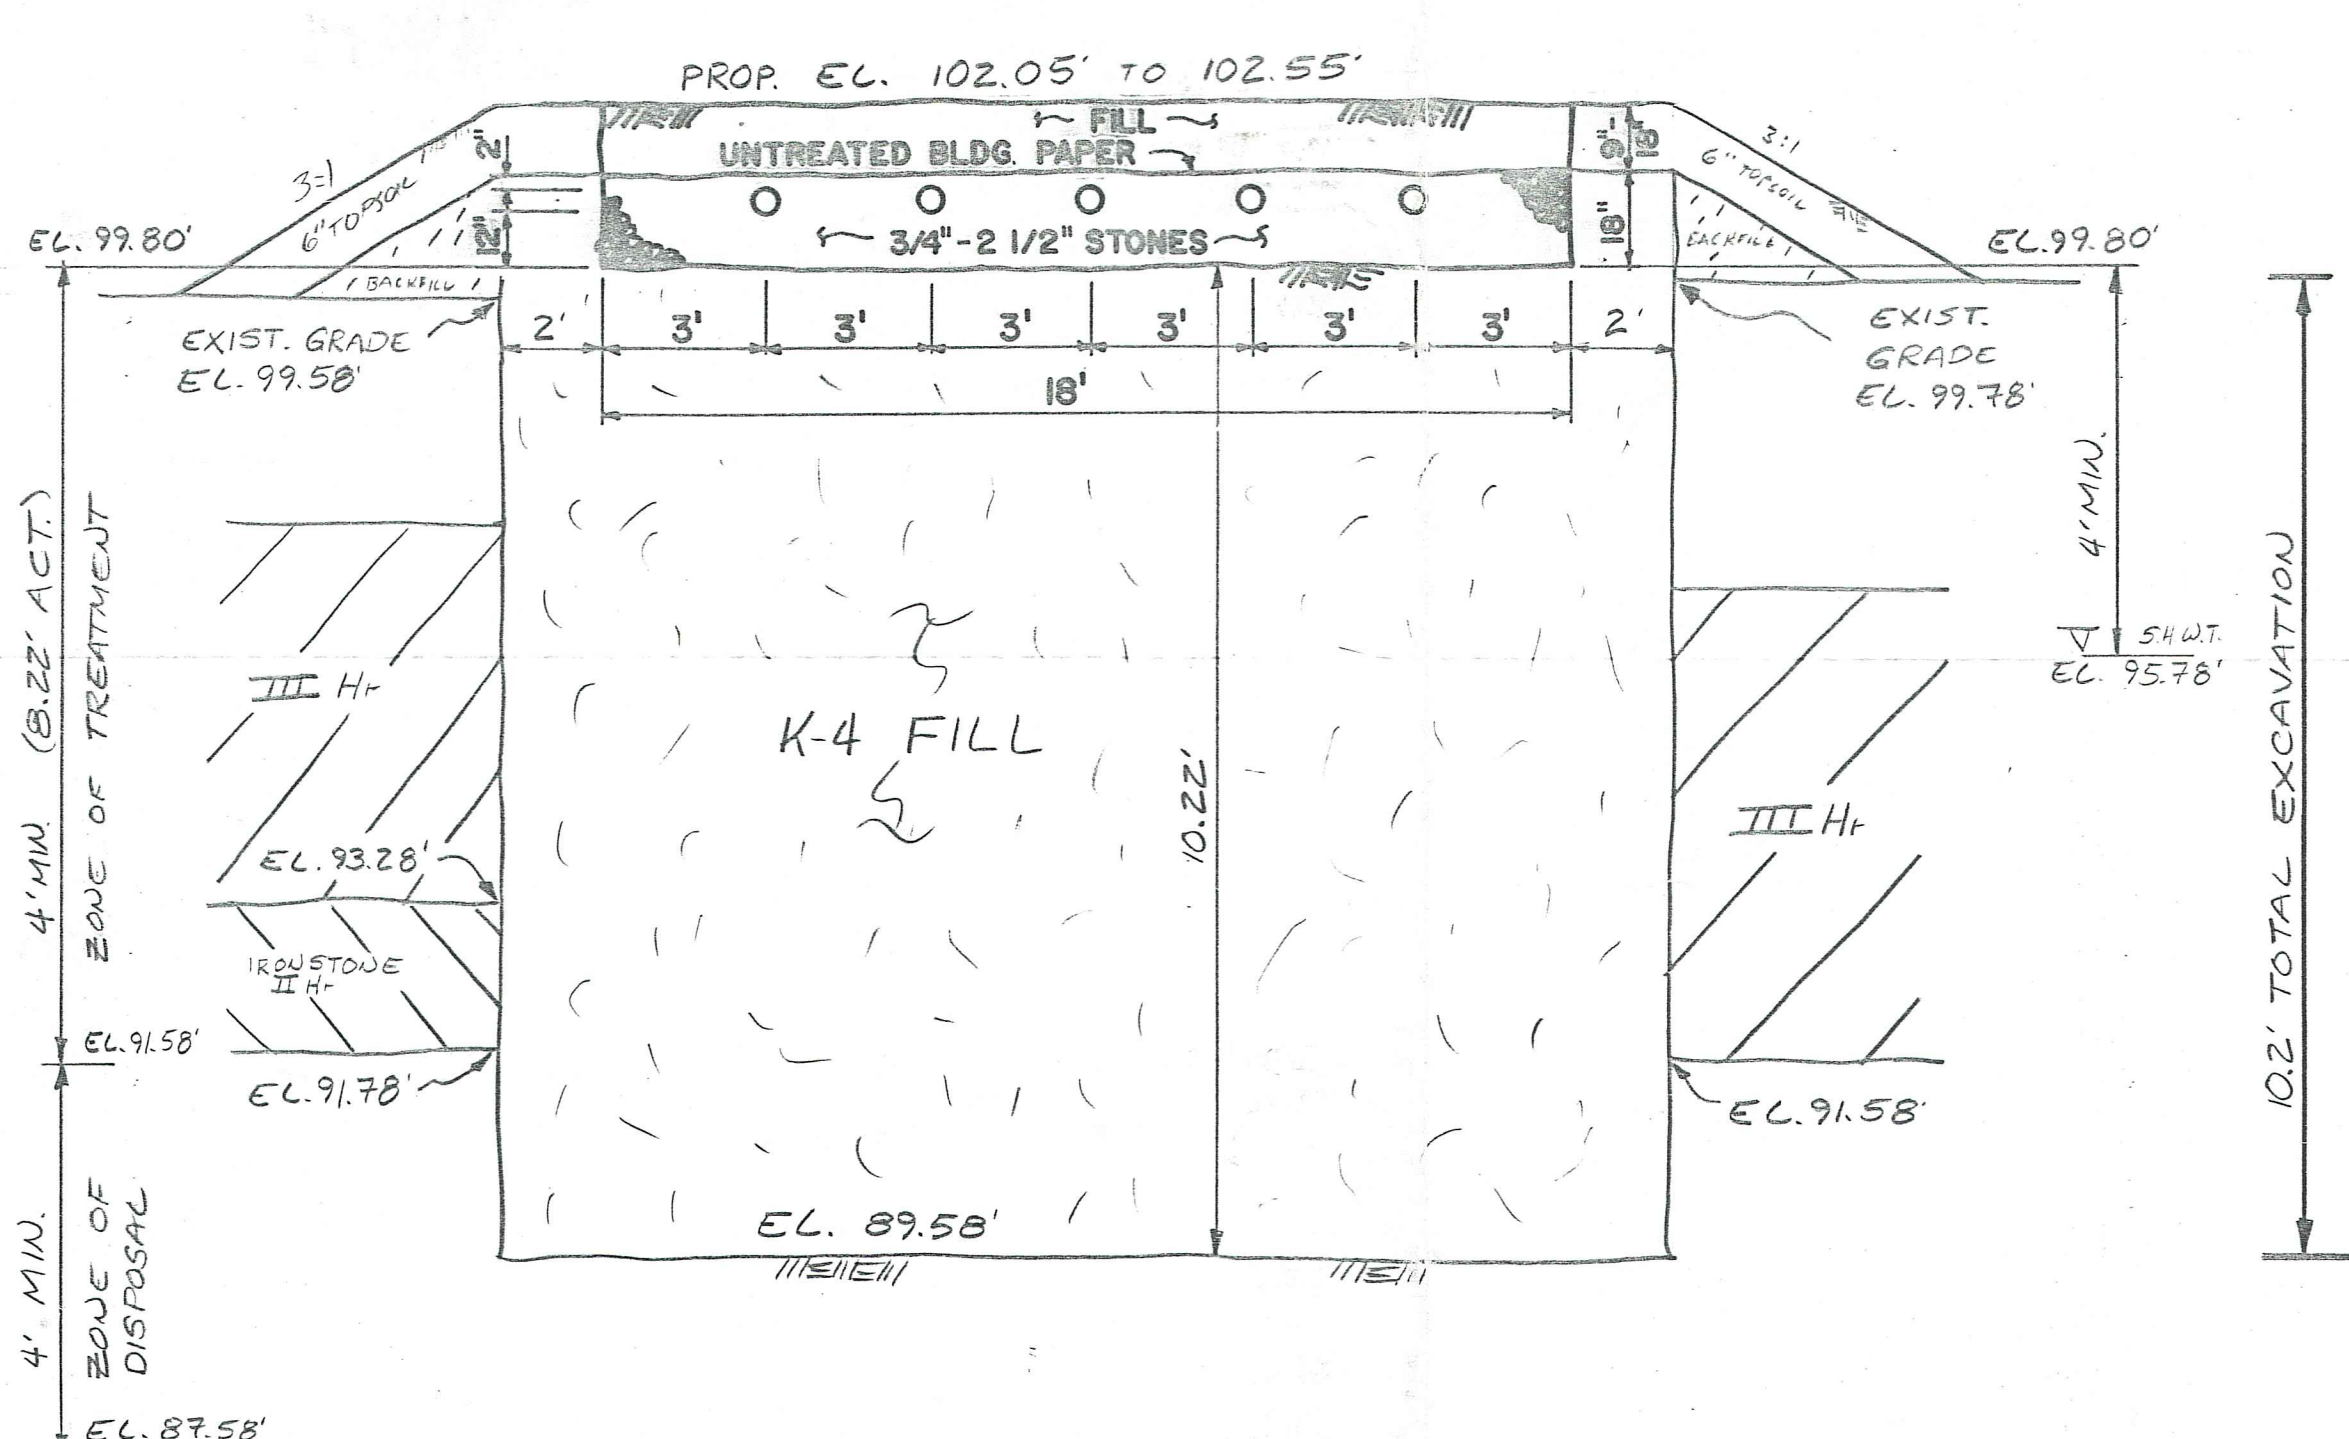 PROP. EL. 102.05' TO 102.55'
FILL
UNTREATED BLDG. PAPER
3:1
6" TOPSOIL
2"
9"-
18"
3:1
6" TOPSOIL
EL. 99.80'
12"
3/4"-2 1/2" STONES
18"
BACKFILL
EL. 99.80'
BACKFILL
EXIST. GRADE
EL. 99.58'
2'
3'
3'
3'
3'
3'
3'
2'
18'
EXIST.
GRADE
EL. 99.78'
4' MIN. (8.22' ACT.)
ZONE OF TREATMENT
4' MIN.
S.H.W.T.
EL. 95.78'
III Hr
K-4 FILL
10.22'
III Hr
10.2' TOTAL EXCAVATION
EL. 93.28'
IRONSTONE
II Hr
EL. 91.58'
EL. 91.78'
EL. 91.58'
4' MIN.
ZONE OF
DISPOSAL
EL. 89.58'
EL. 87.58'